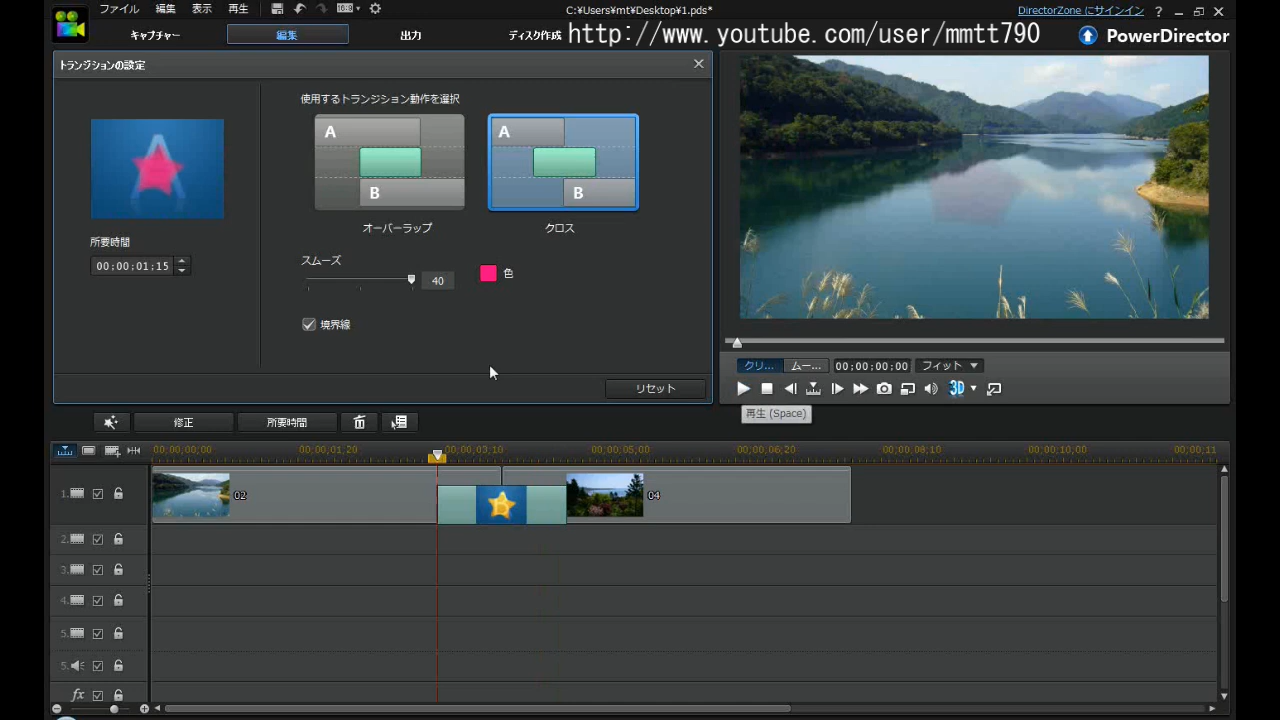 ファイル 編集 表示 再生
C:¥Users¥mt¥Desktop¥1.pds*
DirectorZone にサインイン ?
キャプチャー 編集 出力 ディスク作成
http://www.youtube.com/user/mmtt790
PowerDirector
トランジションの設定
使用するトランジション動作を選択
A
B
オーバーラップ
A
B
クロス
所要時間
00;00;01;15
スムーズ
40
色
境界線
リセット
クリ... ムー... 00;00;00;00 フィット
3D
再生 (Space)
修正 所要時間
00;00;00;00 00;00;01;20 00;00;03;10 00;00;05;00 00;00;06;20 00;00;08;10 00;00;10;00 00;00;11
1. 02 04
2.
3.
4.
5.
5.
fx